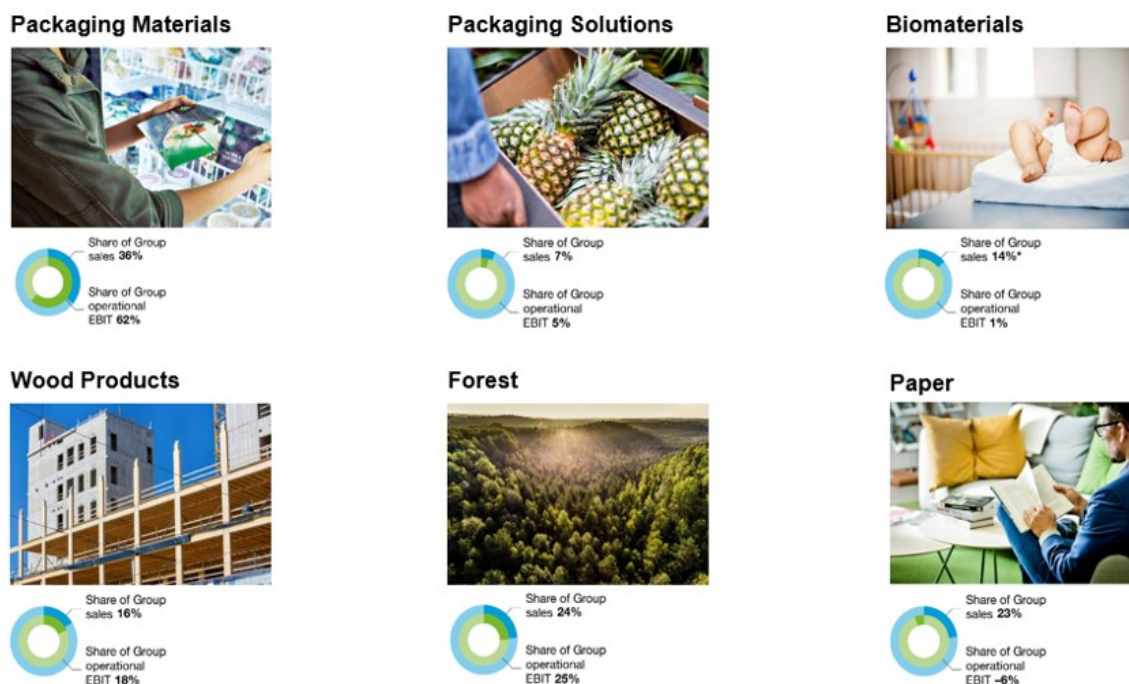 Packaging Materials
Share of Group
sales 36%
Share of Group
operational
EBIT 62%
Packaging Solutions
Share of Group
sales 7%
Share of Group
operational
EBIT 5%
Biomaterials
Share of Group
sales 14%*
Share of Group
operational
EBIT 1%
Wood Products
Share of Group
sales 16%
Share of Group
operational
EBIT 18%
Forest
Share of Group
sales 24%
Share of Group
operational
EBIT 25%
Paper
Share of Group
sales 23%
Share of Group
operational
EBIT –6%